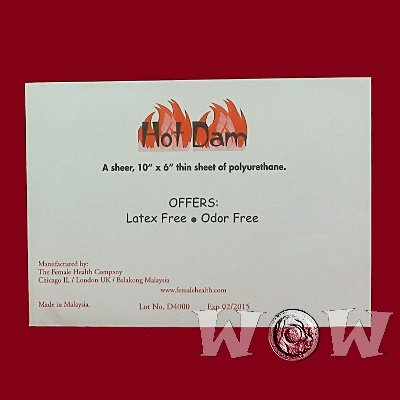 Hot Dam
A sheer, 10" x 6" thin sheet of polyurethane.
OFFERS:
Latex Free ● Odor Free
Manufactured by:
The Female Health Company
Chicago IL / London UK / Balakong Malaysia
www.femalehealth.com
Made in Malaysia.
Lot No. D4000 Exp 02/2015
WOW